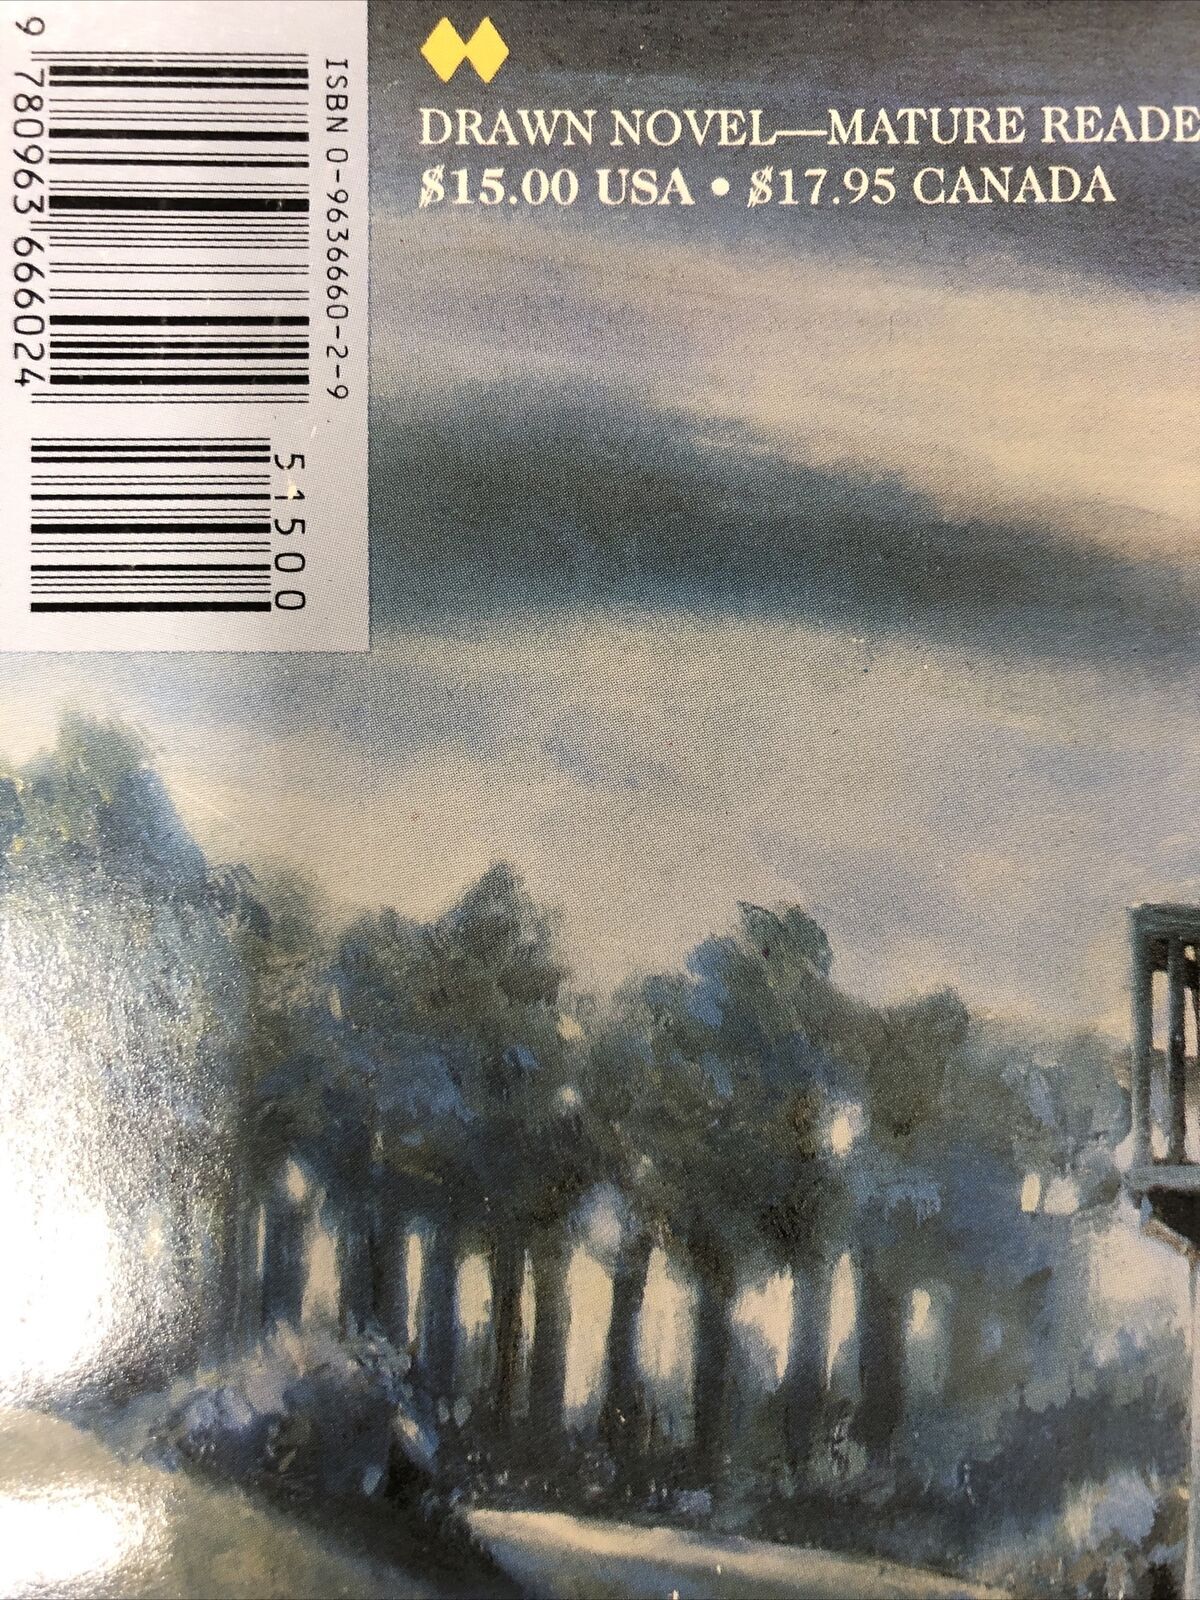 DRAWN NOVEL—MATURE READE
$15.00 USA • $17.95 CANADA
ISBN 0-9636660-2-9
9 780963 666024
51500